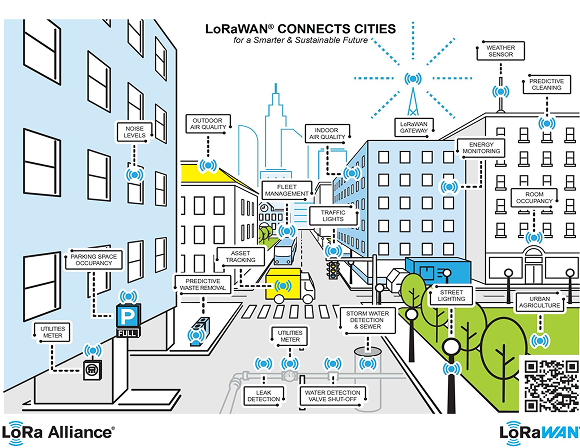 LoRaWAN® CONNECTS CITIES
for a Smarter & Sustainable Future
WEATHER
SENSOR
PREDICTIVE
CLEANING
NOISE
LEVELS
OUTDOOR
AIR QUALITY
INDOOR
AIR QUALITY
LoRaWAN
GATEWAY
ENERGY
MONITORING
FLEET
MANAGEMENT
ROOM
OCCUPANCY
TRAFFIC
LIGHTS
PARKING SPACE
OCCUPANCY
ASSET
TRACKING
PREDICTIVE
WASTE REMOVAL
STREET
LIGHTING
URBAN
AGRICULTURE
P
FULL
UTILITIES
METER
UTILITIES
METER
STORM WATER
DETECTION
& SEWER
LEAK
DETECTION
WATER DETECTION
VALVE SHUT-OFF
LoRa Alliance®
LoRaWAN